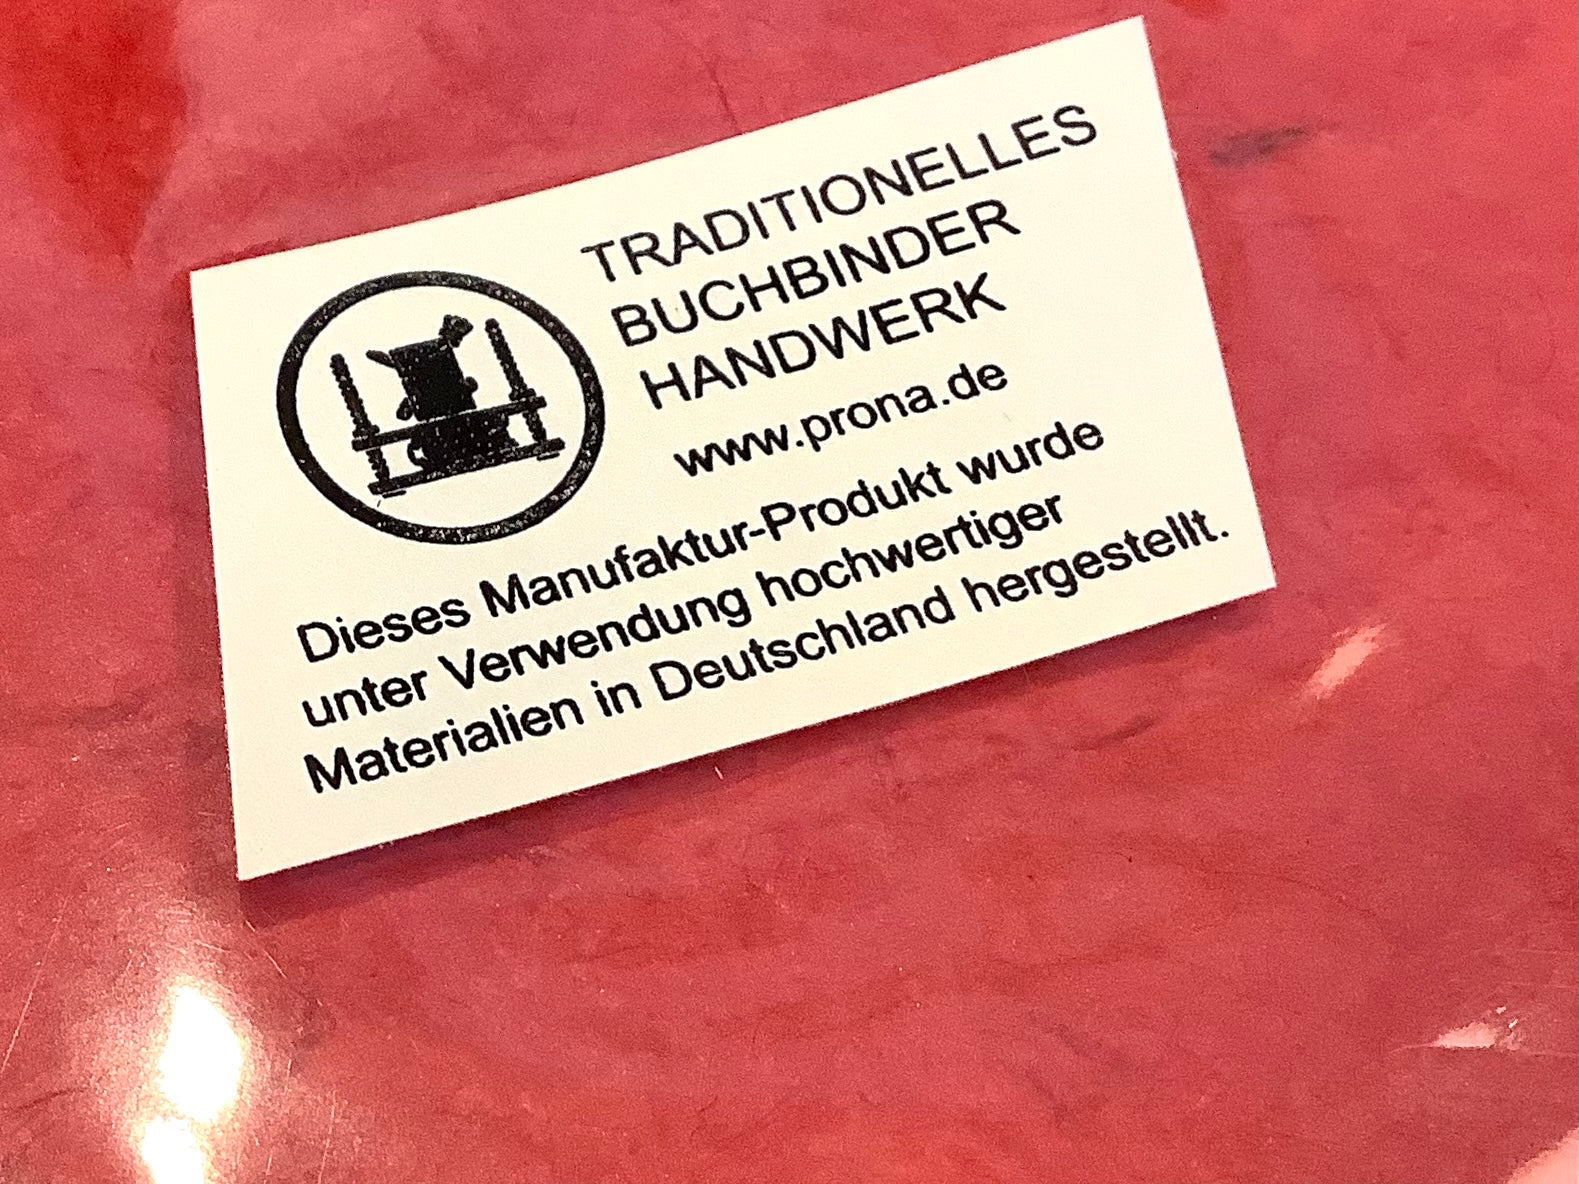 TRADITIONELLES
BUCHBINDER
HANDWERK
www.prona.de
Dieses Manufaktur-Produkt wurde
unter Verwendung hochwertiger
Materialien in Deutschland hergestellt.